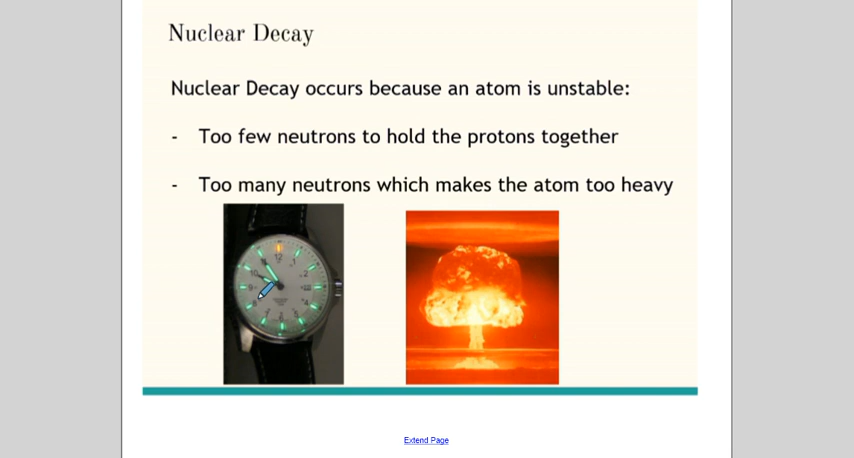 Nuclear Decay
Nuclear Decay occurs because an atom is unstable:
- Too few neutrons to hold the protons together
- Too many neutrons which makes the atom too heavy
Extend Page